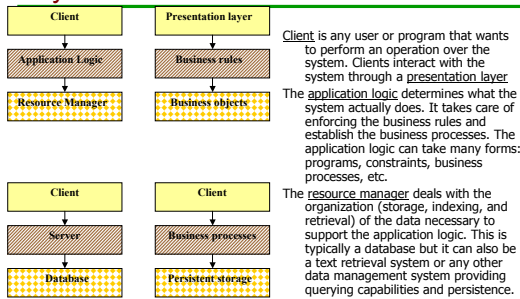 Client
Presentation layer
Application Logic
Business rules
Resource Manager
Business objects
Client
Client
Server
Business processes
Database
Persistent storage
Client is any user or program that wants
to perform an operation over the
system. Clients interact with the
system through a presentation layer
The application logic determines what the
system actually does. It takes care of
enforcing the business rules and
establish the business processes. The
application logic can take many forms:
programs, constraints, business
processes, etc.
The resource manager deals with the
organization (storage, indexing, and
retrieval) of the data necessary to
support the application logic. This is
typically a database but it can also be
a text retrieval system or any other
data management system providing
querying capabilities and persistence.